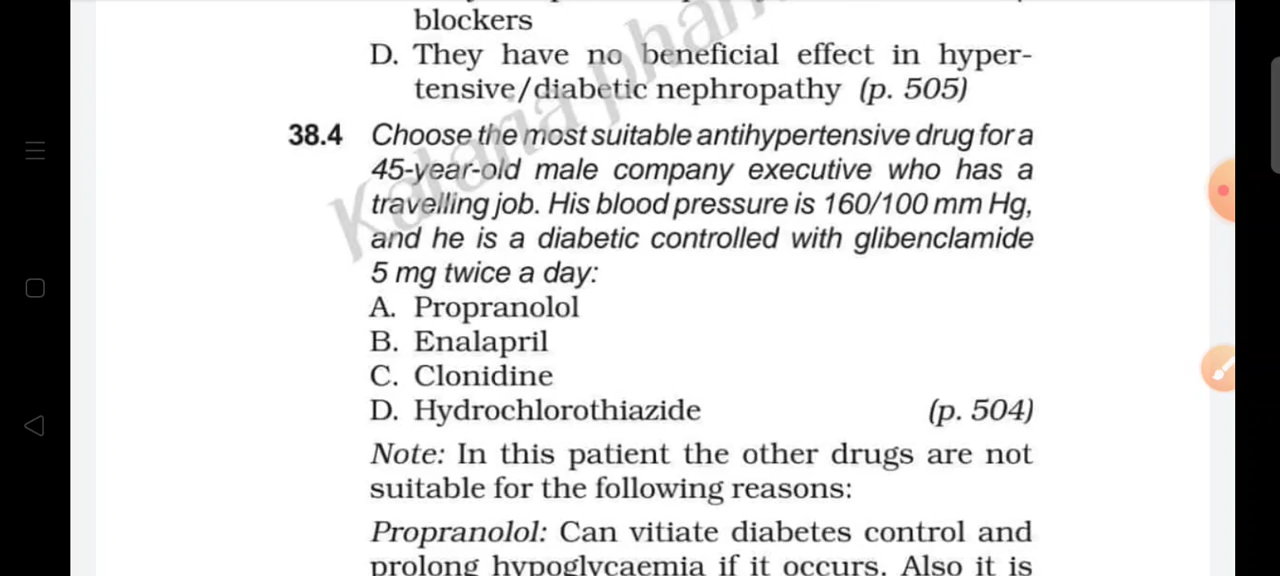 blockers
D. They have no beneficial effect in hyper-
tensive/diabetic nephropathy (p. 505)
38.4 Choose the most suitable antihypertensive drug for a
45-year-old male company executive who has a
travelling job. His blood pressure is 160/100 mm Hg,
and he is a diabetic controlled with glibenclamide
5 mg twice a day:
A. Propranolol
B. Enalapril
C. Clonidine
D. Hydrochlorothiazide (p. 504)
Note: In this patient the other drugs are not
suitable for the following reasons:
Propranolol: Can vitiate diabetes control and
prolong hypoglycaemia if it occurs. Also it is